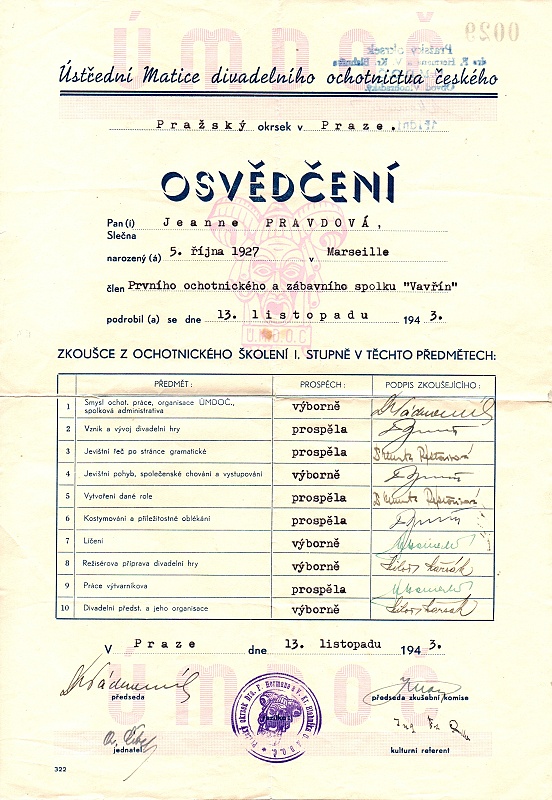 ÚMDOČ
0029
Pražský okrsek
Ústřední Matice divadelního ochotnictva českého
Pražský okrsek v Praze.
OSVĚDČENÍ
Pan(í) Jeanne PRAVDOVÁ,
Slečna
narozený(á) 5. října 1927 v Marseille
člen Prvního ochotnického a zábavního spolku "Vavřín"
podrobil(a) se dne 13. listopadu 1943.
Ú.M.D.O.Č.
ZKOUŠCE Z OCHOTNICKÉHO ŠKOLENÍ I. STUPNĚ V TĚCHTO PŘEDMĚTECH:
PŘEDMĚT: PROSPĚCH: PODPIS ZKOUŠEJÍCÍHO:
1 Smysl ochot. práce, organisace ÚMDOČ., spolková administrativa výborně
2 Vznik a vývoj divadelní hry prospěla
3 Jevištní řeč po stránce gramatické prospěla
4 Jevištní pohyb, společenské chování a vystupování výborně
5 Vytvoření dané role prospěla
6 Kostymování a příležitostné oblékání prospěla
7 Líčení výborně
8 Režisérova příprava divadelní hry výborně
9 Práce výtvarníkova prospěla
10 Divadelní předst. a jeho organisace výborně
V Praze dne 13. listopadu 1943.
ÚMDOČ
předseda
předseda zkušební komise
jednatel
kulturní referent
322